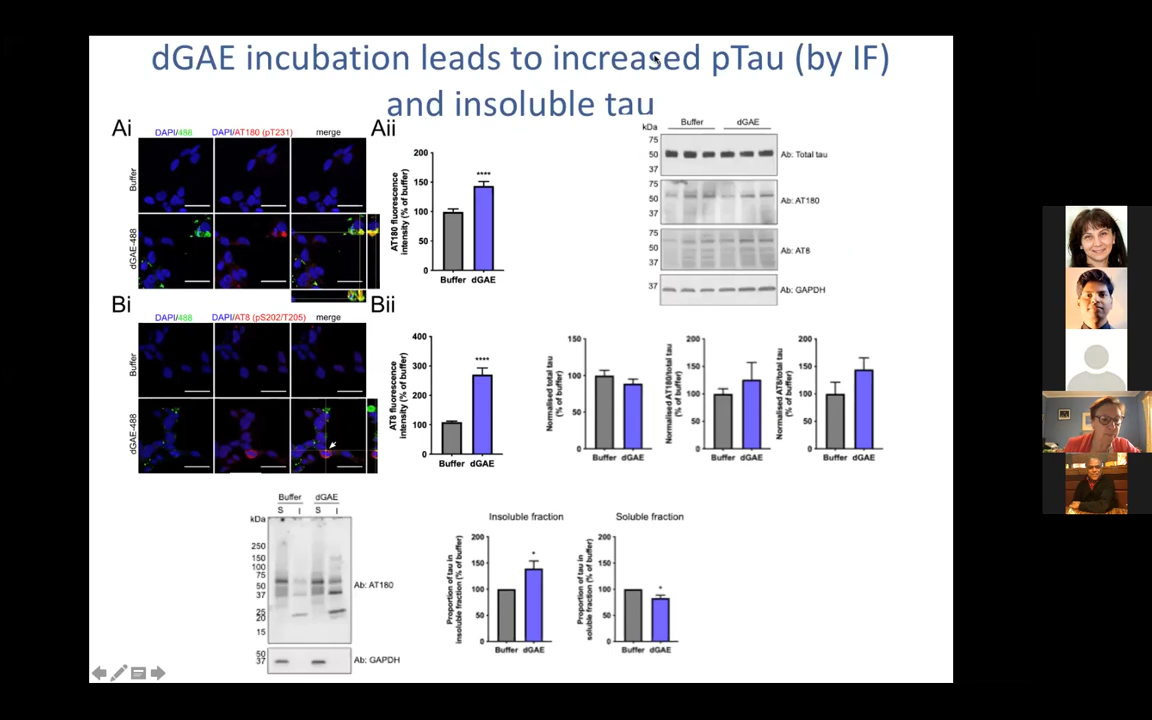 dGAE incubation leads to increased pTau (by IF)
and insoluble tau
Ai
DAPI/488
DAPI/AT180 (pT231)
merge
Buffer
dGAE-488
Aii
AT180 fluorescence
intensity (% of buffer)
200
150
100
50
0
****
Buffer dGAE
Buffer dGAE
kDa
75
50
37
Ab: Total tau
75
50
37
Ab: AT180
75
50
37
Ab: AT8
37
Ab: GAPDH
Bi
DAPI/488
DAPI/AT8 (pS202/T205)
merge
Buffer
dGAE-488
Bii
AT8 fluorescence
intensity (% of buffer)
400
300
200
100
0
****
Buffer dGAE
Normalised total tau
(% of buffer)
150
100
50
0
Buffer dGAE
Normalised AT180/total tau
(% of buffer)
200
150
100
50
0
Buffer dGAE
Normalised AT8/total tau
(% of buffer)
200
150
100
50
0
Buffer dGAE
Buffer dGAE
S I S I
kDa
250
150
100
75
50
37
25
20
15
Ab: AT180
50
37
Ab: GAPDH
Insoluble fraction
Proportion of tau in
insoluble fraction (% of buffer)
200
150
100
50
0
*
Buffer dGAE
Soluble fraction
Proportion of tau in
soluble fraction (% of buffer)
200
150
100
50
0
*
Buffer dGAE